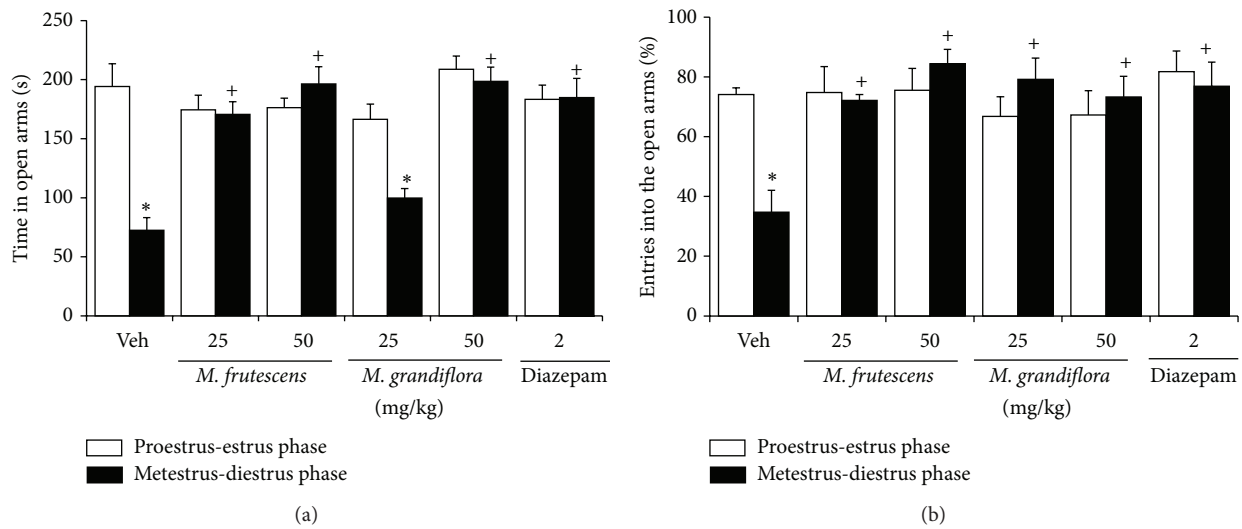 250
200
150
100
50
0
Time in open arms (s)
*
+
+
*
+
+
Veh
25
50
25
50
2
M. frutescens
M. grandiflora
Diazepam
(mg/kg)
Proestrus-estrus phase
Metestrus-diestrus phase
(a)
100
80
60
40
20
0
Entries into the open arms (%)
*
+
+
+
+
+
Veh
25
50
25
50
2
M. frutescens
M. grandiflora
Diazepam
(mg/kg)
Proestrus-estrus phase
Metestrus-diestrus phase
(b)